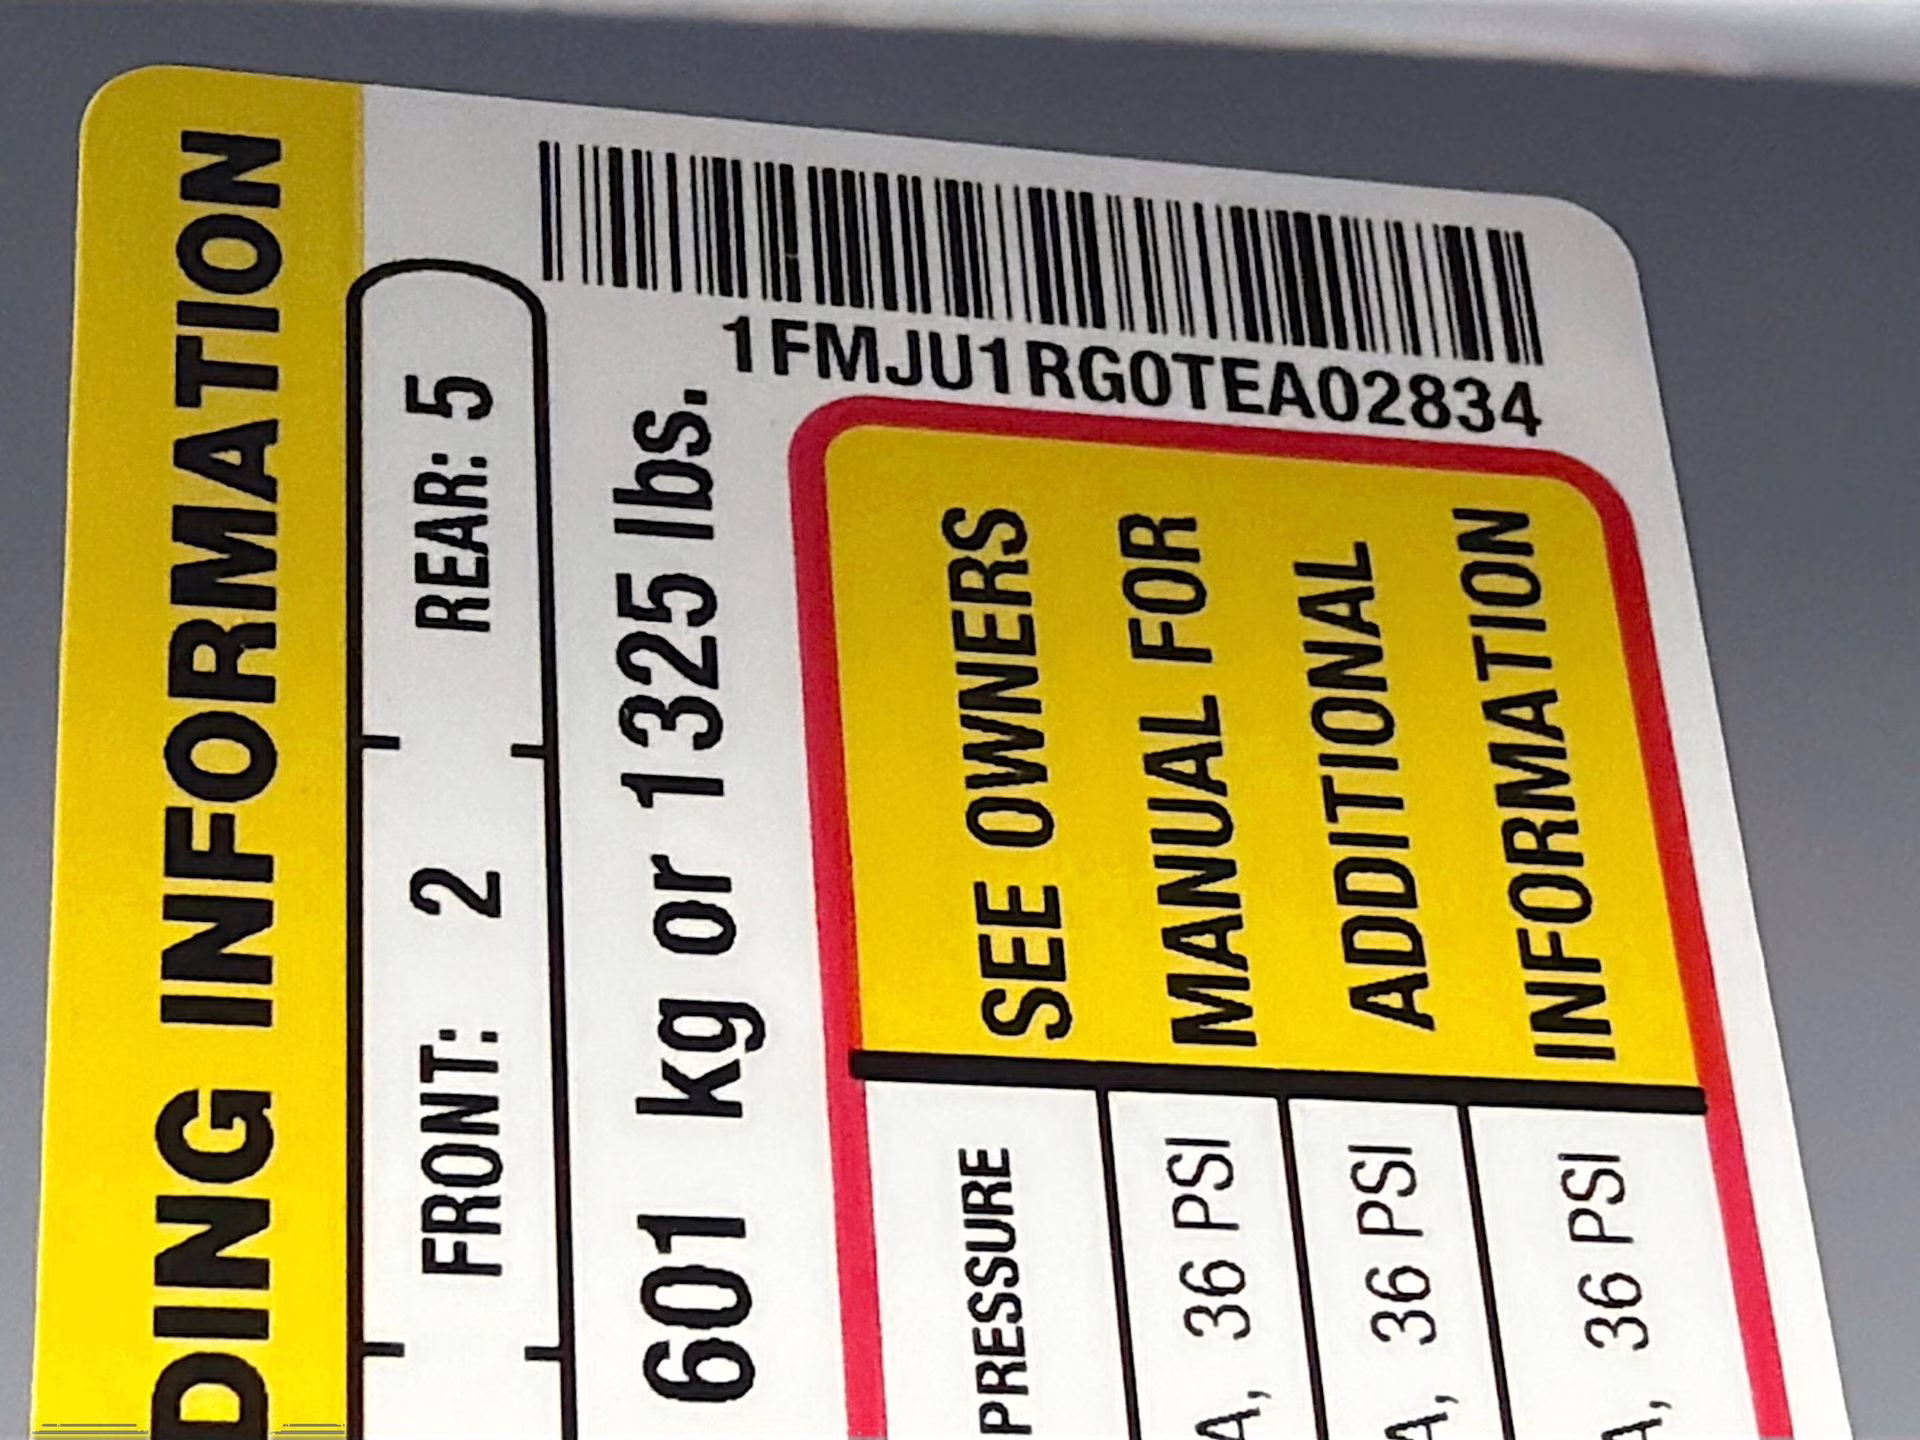 DING INFORMATION
FRONT: 2 REAR: 5
601 kg or 1325 lbs.
1FMJU1RG0TEA02834
PRESSURE
A, 36 PSI
A, 36 PSI
A, 36 PSI
SEE OWNERS
MANUAL FOR
ADDITIONAL
INFORMATION